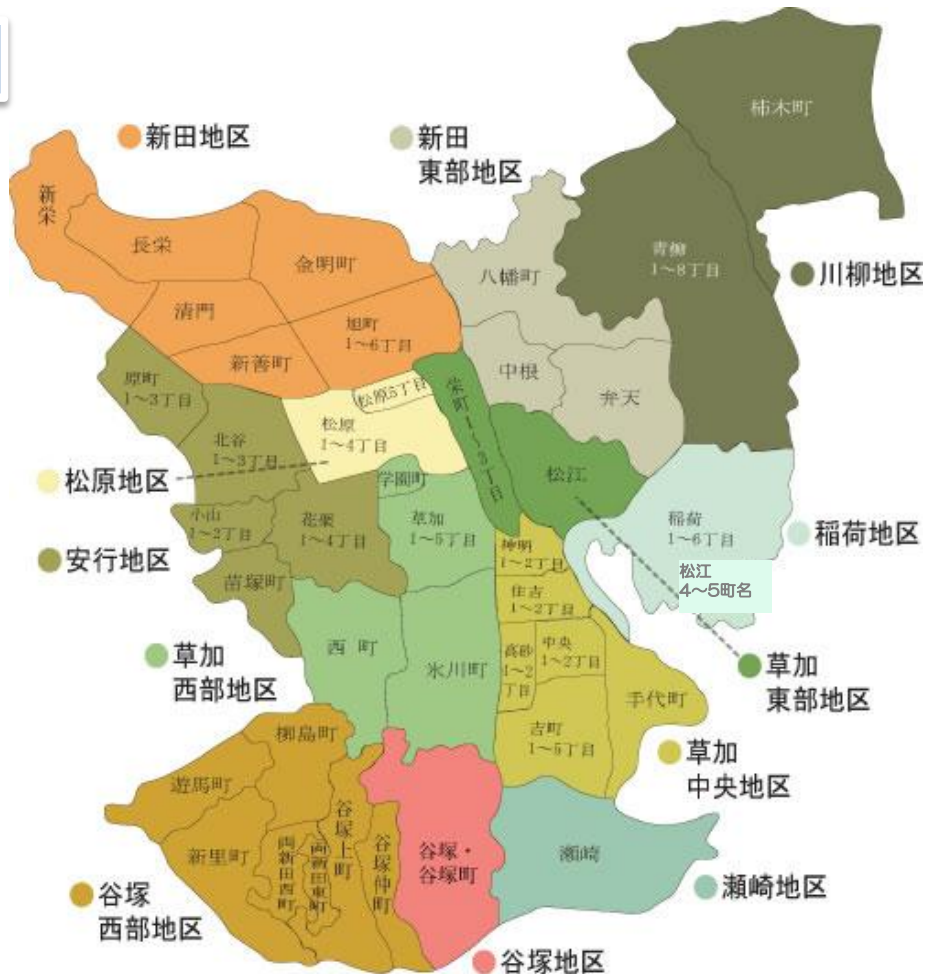 柿木町
新田地区
新田
東部地区
新栄
長栄
金明町
八幡町
青柳
1～8丁目
川柳地区
清門
旭町
1～6丁目
新善町
中根
弁天
原町
1～3丁目
松原5丁目
栄町1～3丁目
松原
1～4丁目
北谷
1～3丁目
松原地区
学園町
松江
小山
1～2丁目
花栗
1～4丁目
草加
1～5丁目
稲荷
1～6丁目
稲荷地区
安行地区
苗塚町
神明
1～2丁目
松江
4～5町名
住吉
1～2丁目
草加
西部地区
西町
氷川町
高砂
1～2
丁目
中央
1～2丁目
草加
東部地区
手代町
柳島町
吉町
1～5丁目
草加
中央地区
遊馬町
谷塚上町
新里町
両新田西町
両新田東町
谷塚仲町
谷塚・
谷塚町
瀬崎
谷塚
西部地区
瀬崎地区
谷塚地区